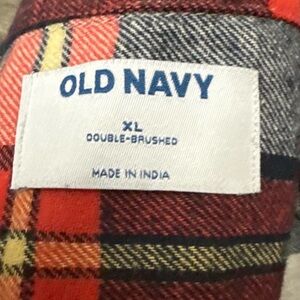 OLD NAVY
XL
DOUBLE-BRUSHED
MADE IN INDIA